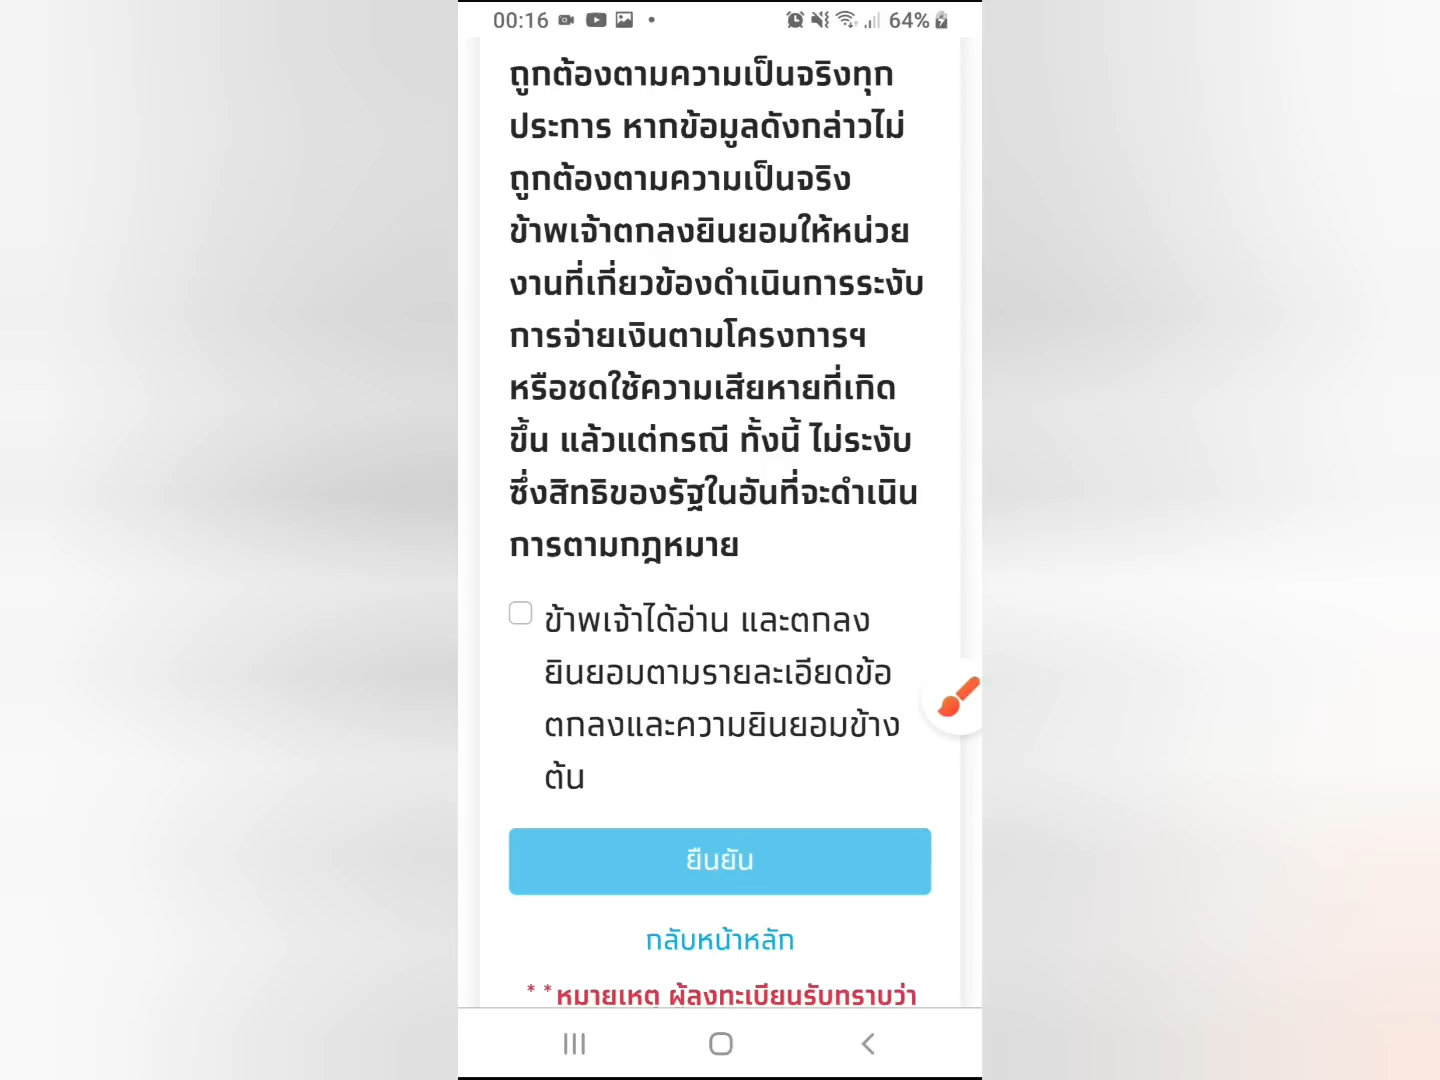 00:16
64%
ถูกต้องตามความเป็นจริงทุก
ประการ หากข้อมูลดังกล่าวไม่
ถูกต้องตามความเป็นจริง
ข้าพเจ้าตกลงยินยอมให้หน่วย
งานที่เกี่ยวข้องดำเนินการระงับ
การจ่ายเงินตามโครงการฯ
หรือชดใช้ความเสียหายที่เกิด
ขึ้น แล้วแต่กรณี ทั้งนี้ ไม่ระงับ
ซึ่งสิทธิของรัฐในอันที่จะดำเนิน
การตามกฎหมาย
ข้าพเจ้าได้อ่าน และตกลง
ยินยอมตามรายละเอียดข้อ
ตกลงและความยินยอมข้าง
ต้น
ยืนยัน
กลับหน้าหลัก
**หมายเหตุ ผู้ลงทะเบียนรับทราบว่า